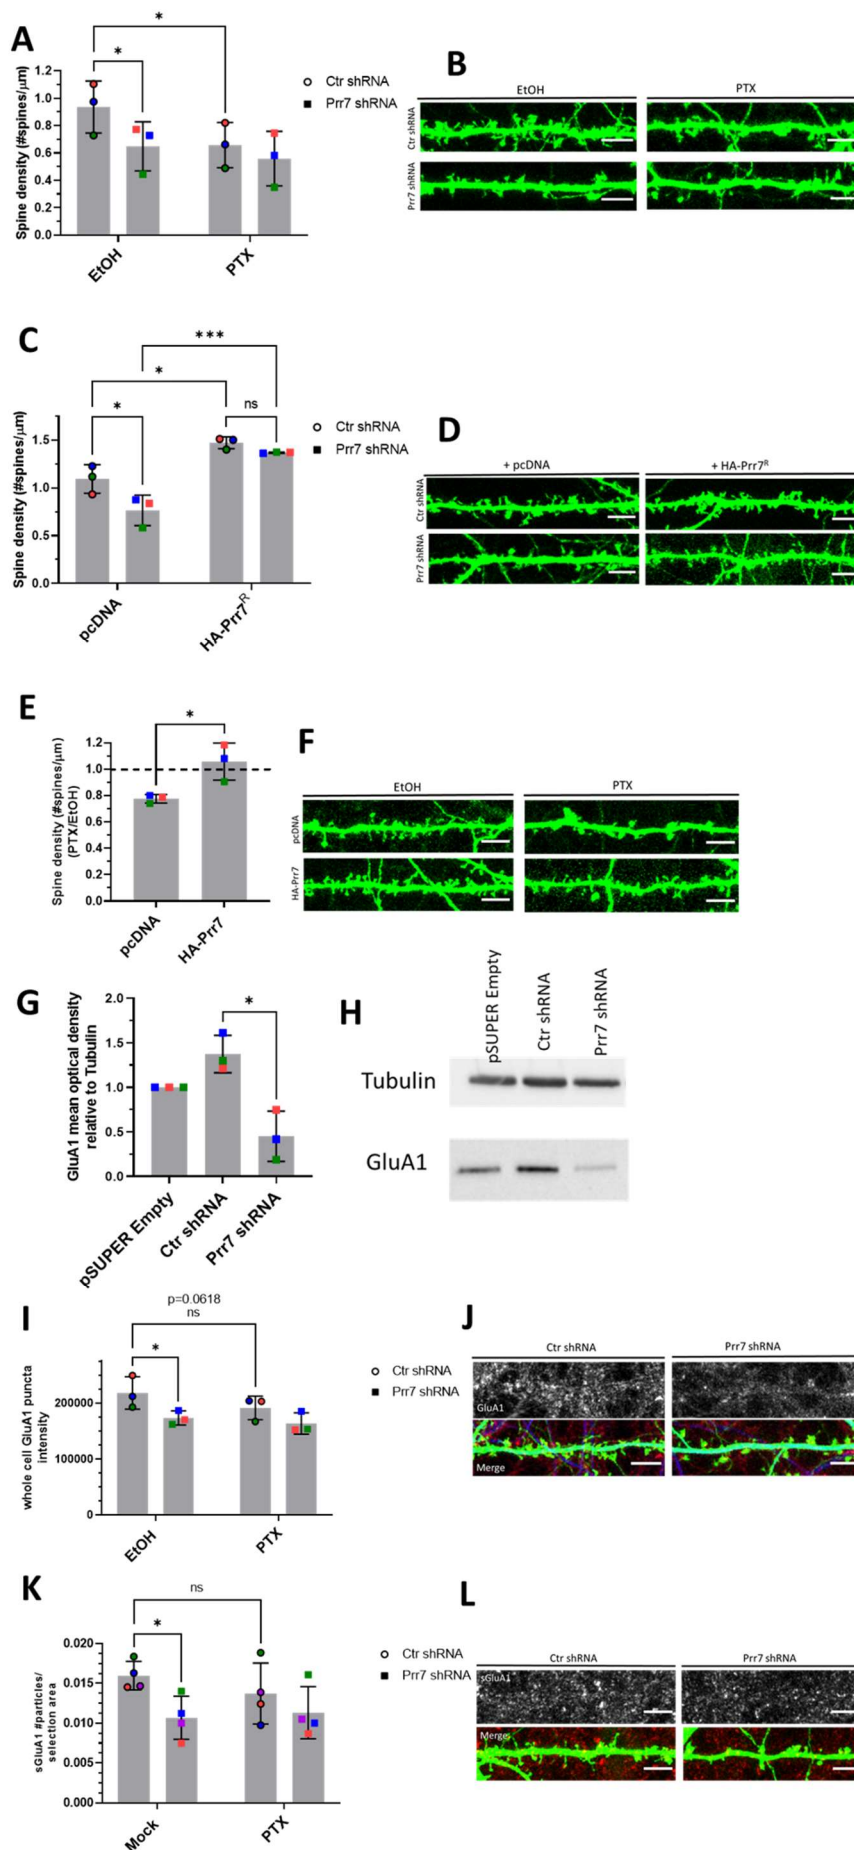 A
*
*
Spine density (#spines/μm)
1.2
1.0
0.8
0.6
0.4
0.2
0.0
EtOH
PTX
Ctr shRNA
Prr7 shRNA
B
EtOH
PTX
Ctr shRNA
Prr7 shRNA
C
***
*
*
ns
Spine density (#spines/μm)
1.5
1.0
0.5
0.0
pcDNA
HA-Prr7ᴿ
Ctr shRNA
Prr7 shRNA
D
+ pcDNA
+ HA-Prr7ᴿ
Ctr shRNA
Prr7 shRNA
E
*
Spine density (#spines/μm)
(PTX/EtOH)
1.2
1.0
0.8
0.6
0.4
0.2
0.0
pcDNA
HA-Prr7
F
EtOH
PTX
pcDNA
HA-Prr7
G
*
GluA1 mean optical density
relative to Tubulin
2.0
1.5
1.0
0.5
0.0
pSUPER Empty
Ctr shRNA
Prr7 shRNA
H
pSUPER Empty
Ctr shRNA
Prr7 shRNA
Tubulin
GluA1
I
p=0.0618
ns
*
whole cell GluA1 puncta
intensity
200000
100000
0
EtOH
PTX
Ctr shRNA
Prr7 shRNA
J
Ctr shRNA
Prr7 shRNA
GluA1
Merge
K
ns
*
sGluA1 #particles/
selection area
0.020
0.015
0.010
0.005
0.000
Mock
PTX
Ctr shRNA
Prr7 shRNA
L
Ctr shRNA
Prr7 shRNA
sGluA1
Merge